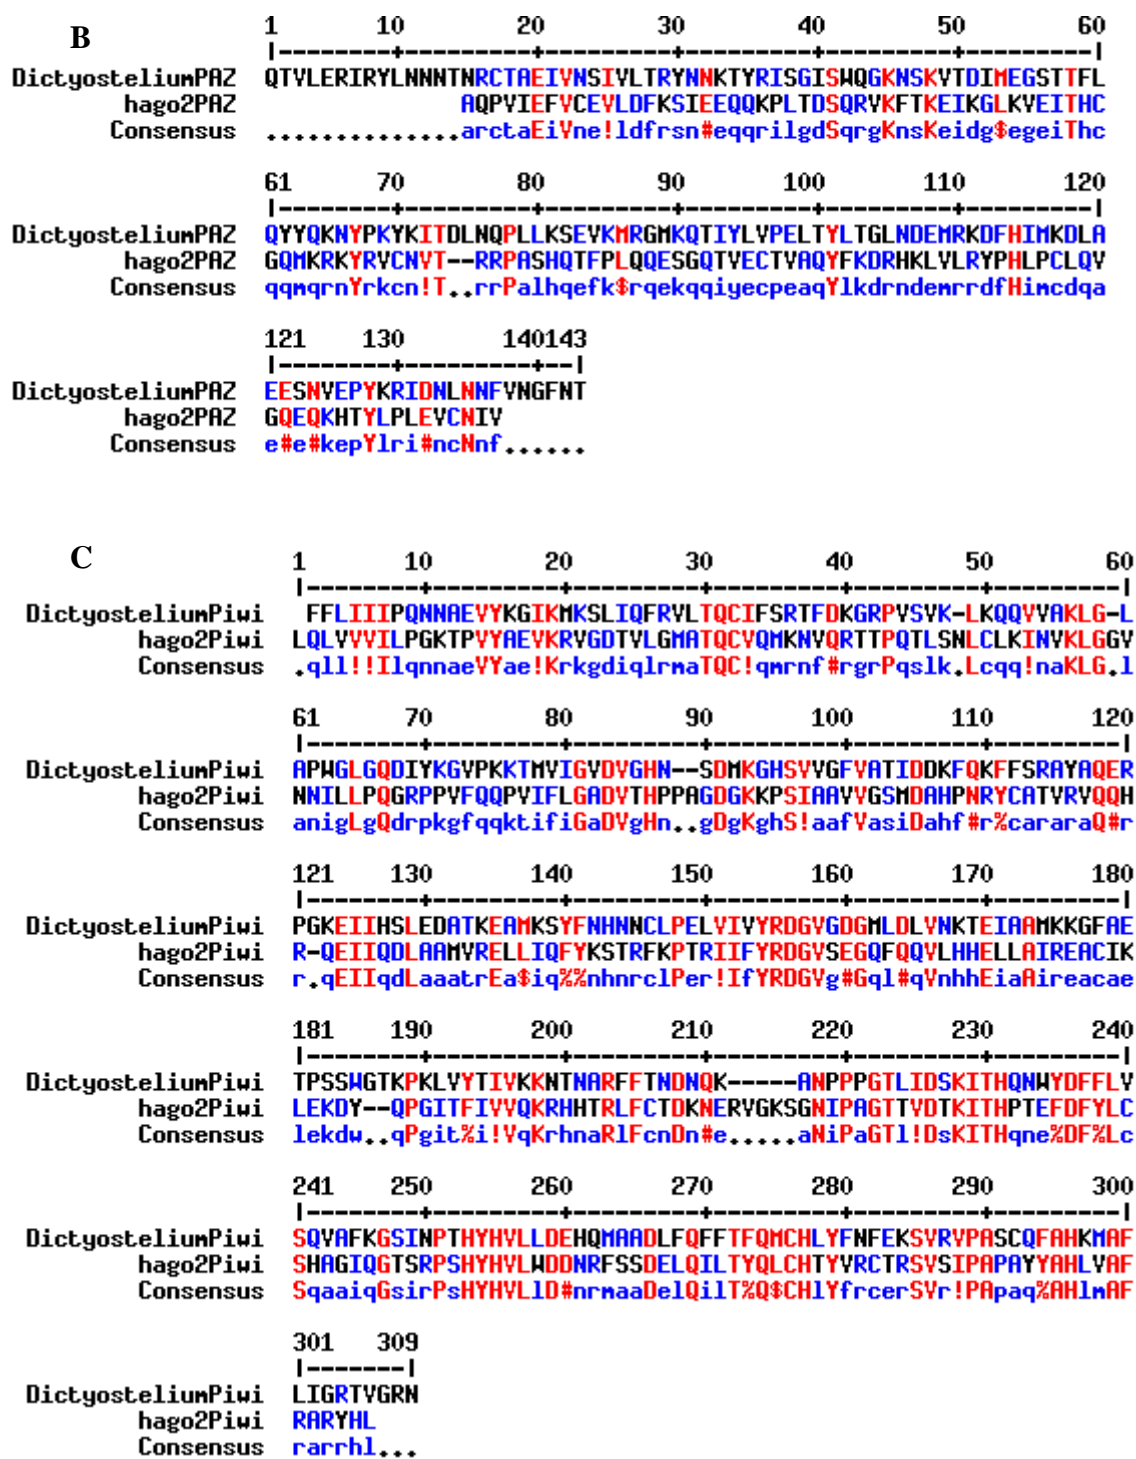 B
1 10 20 30 40 50 60
|--------+---------+---------+---------+---------+---------|
DictyosteliumPAZ QTVLERIRYLNNNTNRCTAEIVNSIVLTRYNNKTYRISGISWQGKNSKVTDIMEGSTTFL
hago2PAZ AQPVIEFVCEVLDFKSIEEQQKPLTDSQRVKFTKEIKGLKVEITHC
Consensus ..............arctaEiVne!ldfrsn#eqqrilgdSqrgKnsKeidg$egeiThc
61 70 80 90 100 110 120
|--------+---------+---------+---------+---------+---------|
DictyosteliumPAZ QYYQKNYPKYKITDLNQPLLKSEVKMRGMKQTIYLVPELTYLTGLNDEMRKDFHIMKDLA
hago2PAZ GQMKRKYRVCNVT--RRPASHQTFPLQQESGQTVECTVAQYFKDRHKLVLRYPHLPCLQV
Consensus qqmqrnYrkcn!T..rrPalhqefk$rqekqqiyecpeaqYlkdrndemrrdfHimcdqa
121 130 140143
|--------+---------+--|
DictyosteliumPAZ EESNVEPYKRIDNLNNFVNGFNT
hago2PAZ GQEQKHTYLPLEVCNIV
Consensus e#e#kepYlri#ncNnf......
C
1 10 20 30 40 50 60
|--------+---------+---------+---------+---------+---------|
DictyosteliumPiwi FFLIIIPQNNAEVYKGIKMKSLIQFRVLTQCIFSRTFDKGRPVSVK-LKQQVVAKLG-L
hago2Piwi LQLVVVILPGKTPVYAEVKRVGDTVLGMATQCVQMKNVQRTTPQTLSNLCLKINVKLGGV
Consensus .qll!!IlqnnaeVYae!Krkgdiqlrma​TQC!qmrnf#rgrPqslk.Lcqq!naKLG.l
61 70 80 90 100 110 120
|--------+---------+---------+---------+---------+---------|
DictyosteliumPiwi APWGLGQDIYKGVPKKTMVIGVDVGHN--SDMKGHSVVGFVATIDDKFQKFFSRAYAQER
hago2Piwi NNILLPQGRPPVFQQPVIFLGADVTHPPAGDGKKPSIAAVVGSMDAHPNRYCATVRVQQH
Consensus anigLgQdrpkgfqqktifiGaDVgHn..gDgKghS!aafVasiDahf#r%cararaQ#r
121 130 140 150 160 170 180
|--------+---------+---------+---------+---------+---------|
DictyosteliumPiwi PGKEIIHSLEDATKEAMKSYFNHNNCLPELVIVYRDGVGDGMLDLVNKTEIAAMKKGFAE
hago2Piwi R-QEIIQDLAAMVRELLIQFYKSTRFKPTRIIFYRDGVSEGQFQQVLHHELLAIREACIK
Consensus r.qEIIqdLaaatrEa$iq%%nhnrclPer!IfYRDGVg#Gql#qVnhhEiaAireacae
181 190 200 210 220 230 240
|--------+---------+---------+---------+---------+---------|
DictyosteliumPiwi TPSSWGTKPKLVYTIVKKNTNARFFTNDNQK-----ANPPPGTLIDSKITHQNWYDFFLV
hago2Piwi LEKDY--QPGITFIVVQKRHHTRLFCTDKNERVGKSGNIPAGTTVDTKITHPTEFDFYLC
Consensus lekdw..qPgit%i!VqKrhnaRlFcnDn#e.....aNiPaGTl!DsKITHqne%DF%Lc
241 250 260 270 280 290 300
|--------+---------+---------+---------+---------+---------|
DictyosteliumPiwi SQVAFKGSINPTHYHVLLDEHQMAADLFQFFTFQMCHLYFNFEKSVRVPASCQFAHKMAF
hago2Piwi SHAGIQGTSRPSHYHVLWDDNRFSSDELQILTYQLCHTYVRCTRSVSIPAPAYYAHLVAF
Consensus SqaaiqGsirPsHYHVLlD#nrmaaDelQilT%Q$CHlYfrcerSVr!PApaq%AHlmAF
301 309
|-------|
DictyosteliumPiwi LIGRTVGRN
hago2Piwi RARYHL
Consensus rarrhl...